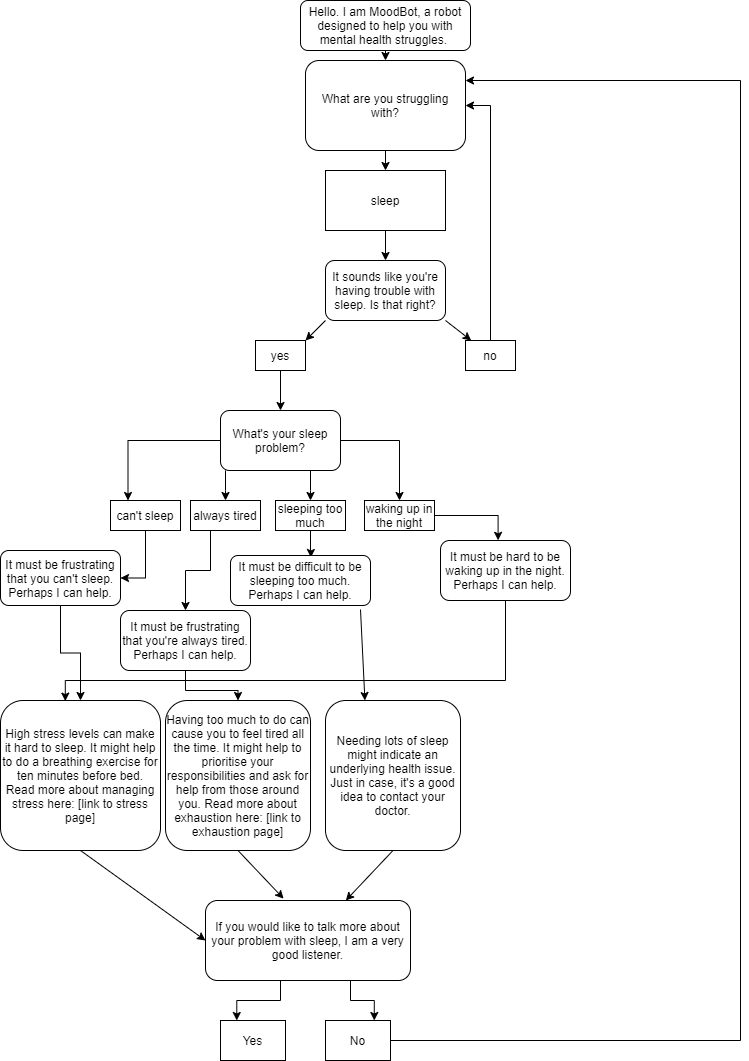 Hello. I am MoodBot, a robot
designed to help you with
mental health struggles.
What are you struggling
with?
sleep
It sounds like you're
having trouble with
sleep. Is that right?
yes
no
What's your sleep
problem?
can't sleep
always tired
sleeping too
much
waking up in
the night
It must be frustrating
that you can't sleep.
Perhaps I can help.
It must be frustrating
that you're always tired.
Perhaps I can help.
It must be difficult to be
sleeping too much.
Perhaps I can help.
It must be hard to be
waking up in the night.
Perhaps I can help.
High stress levels can make
it hard to sleep. It might help
to do a breathing exercise for
ten minutes before bed.
Read more about managing
stress here: [link to stress
page]
Having too much to do can
cause you to feel tired all
the time. It might help to
prioritise your
responsibilities and ask for
help from those around
you. Read more about
exhaustion here: [link to
exhaustion page]
Needing lots of sleep
might indicate an
underlying health issue.
Just in case, it's a good
idea to contact your
doctor.
If you would like to talk more about
your problem with sleep, I am a very
good listener.
Yes
No